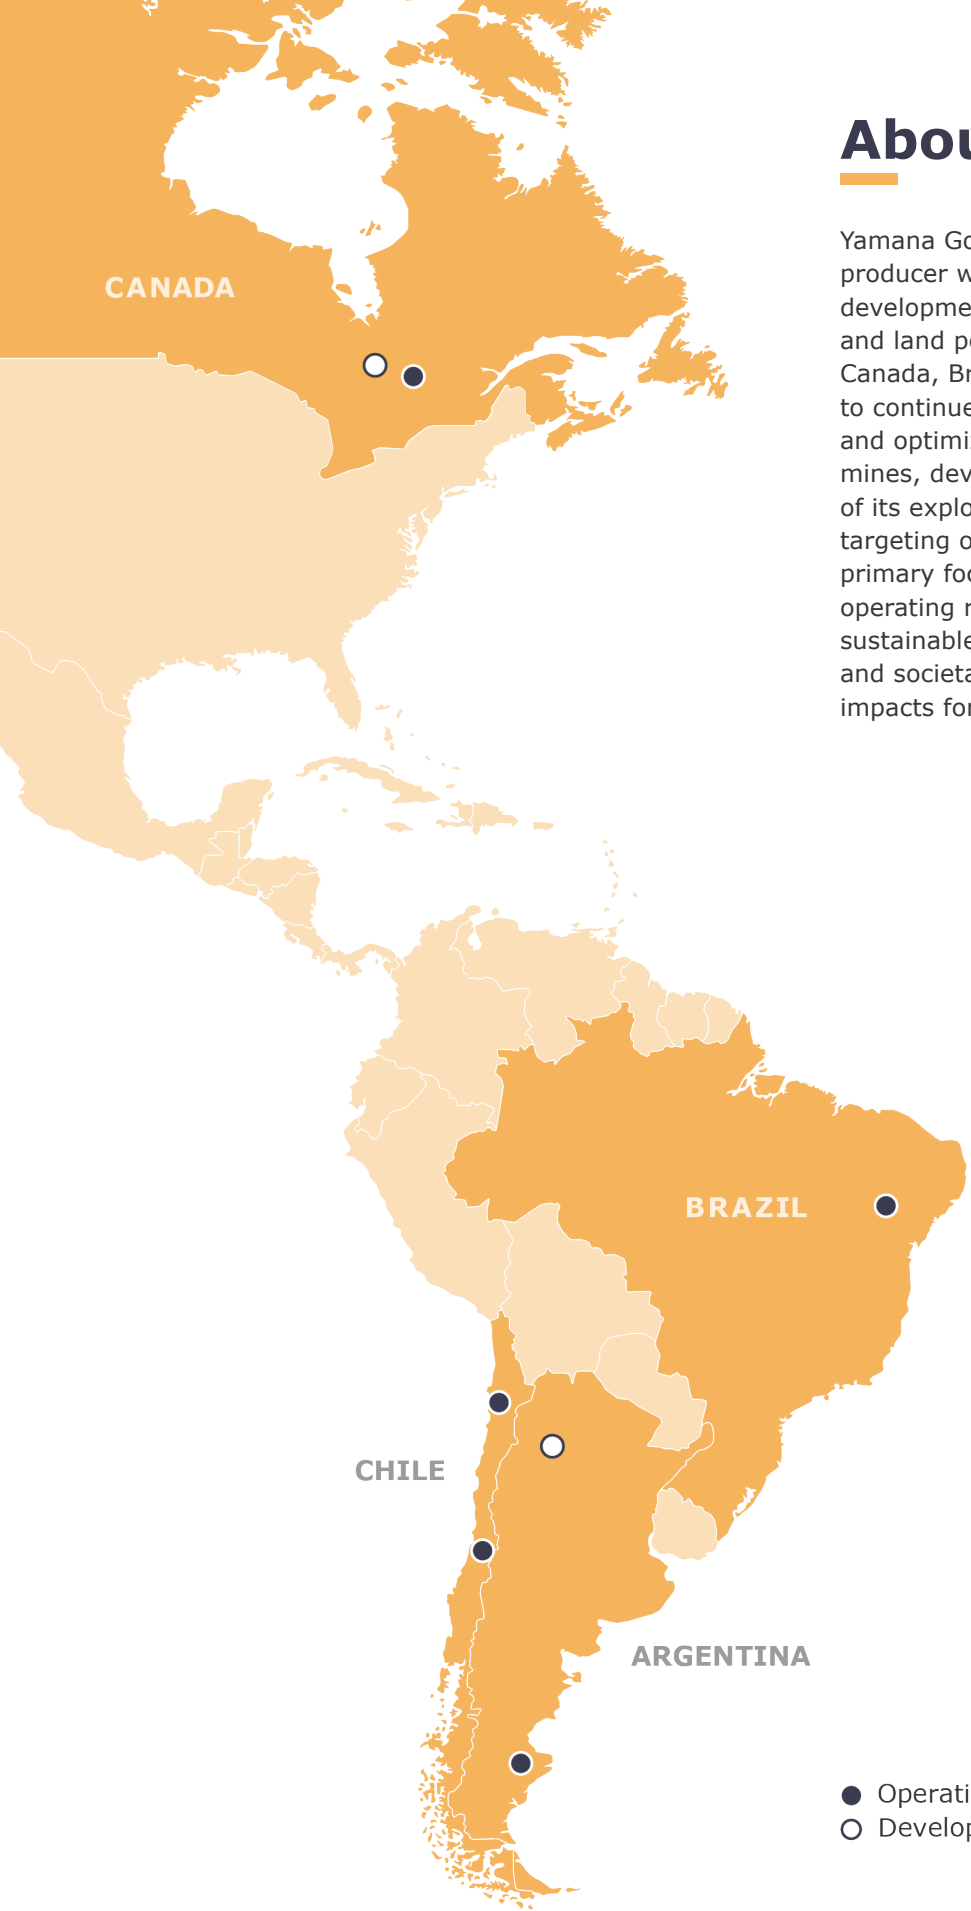 CANADA
BRAZIL
CHILE
ARGENTINA
Abou
Yamana Go
producer w
developme
and land p
Canada, Br
to continue
and optimi
mines, dev
of its explo
targeting o
primary fo
operating
sustainable
and societa
impacts for
Operati
Develop